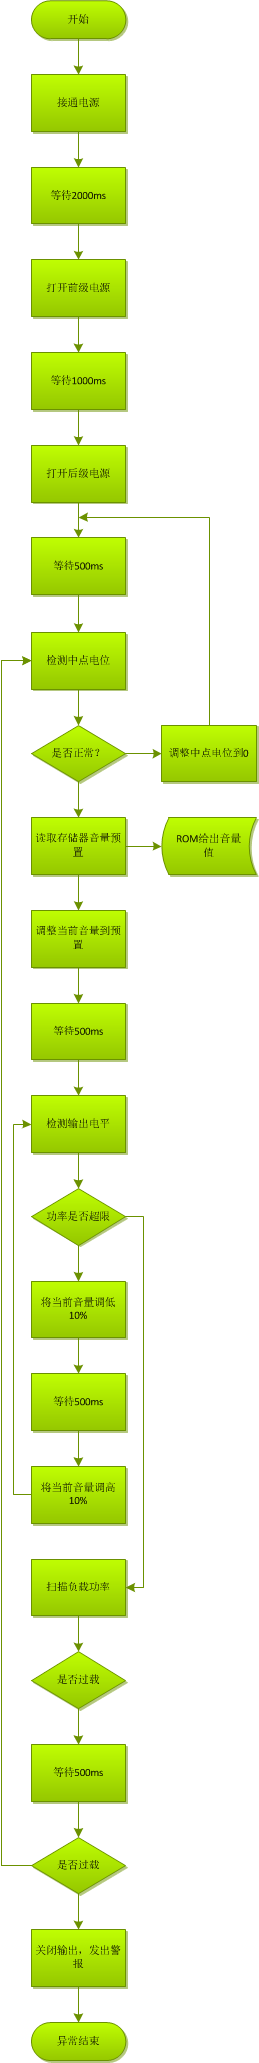 开始
接通电源
等待2000ms
打开前级电源
等待1000ms
打开后级电源
等待500ms
检测中点电位
是否正常？
调整中点电位到0
读取存储器音量预
置
ROM给出音量
值
调整当前音量到预
置
等待500ms
检测输出电平
功率是否超限
将当前音量调低
10%
等待500ms
将当前音量调高
10%
扫描负载功率
是否过载
等待500ms
是否过载
关闭输出，发出警
报
异常结束